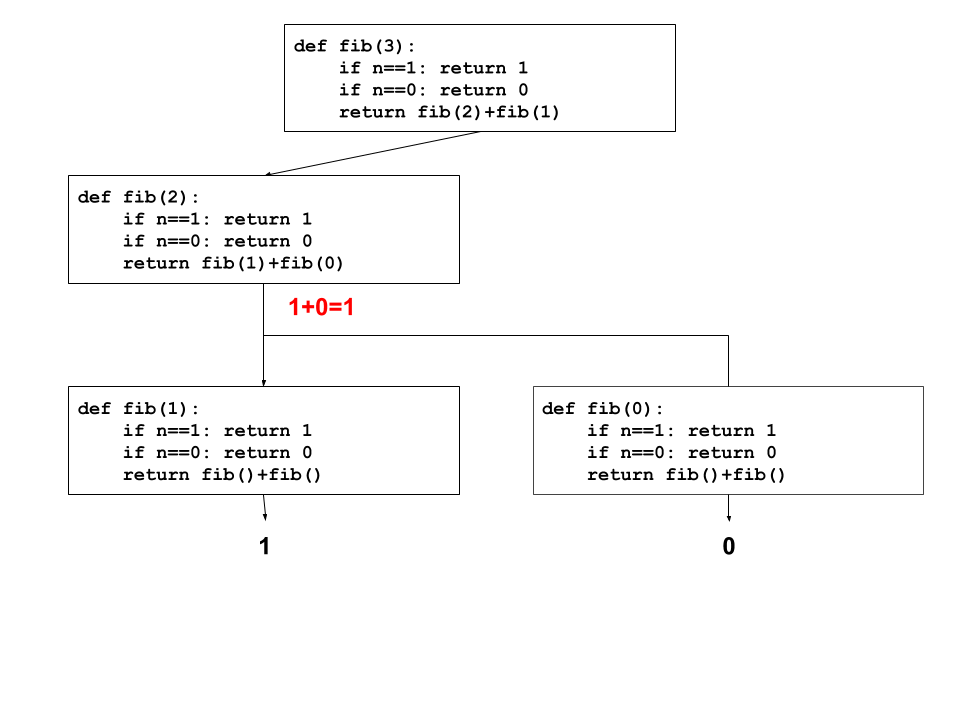 def fib(3):
    if n==1: return 1
    if n==0: return 0
    return fib(2)+fib(1)
def fib(2):
    if n==1: return 1
    if n==0: return 0
    return fib(1)+fib(0)
1+0=1
def fib(1):
    if n==1: return 1
    if n==0: return 0
    return fib()+fib()
def fib(0):
    if n==1: return 1
    if n==0: return 0
    return fib()+fib()
1
0